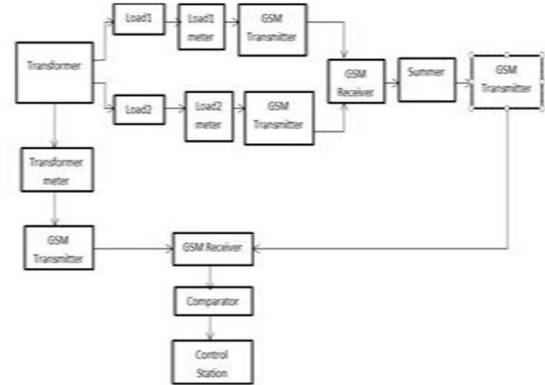 Load1
Load1
meter
GSM
Transmitter
Transformer
GSM
Receiver
Summer
GSM
Transmitter
Load2
Load2
meter
GSM
Transmitter
Transformer
meter
GSM
Transmitter
GSM Receiver
Comparator
Control
Station